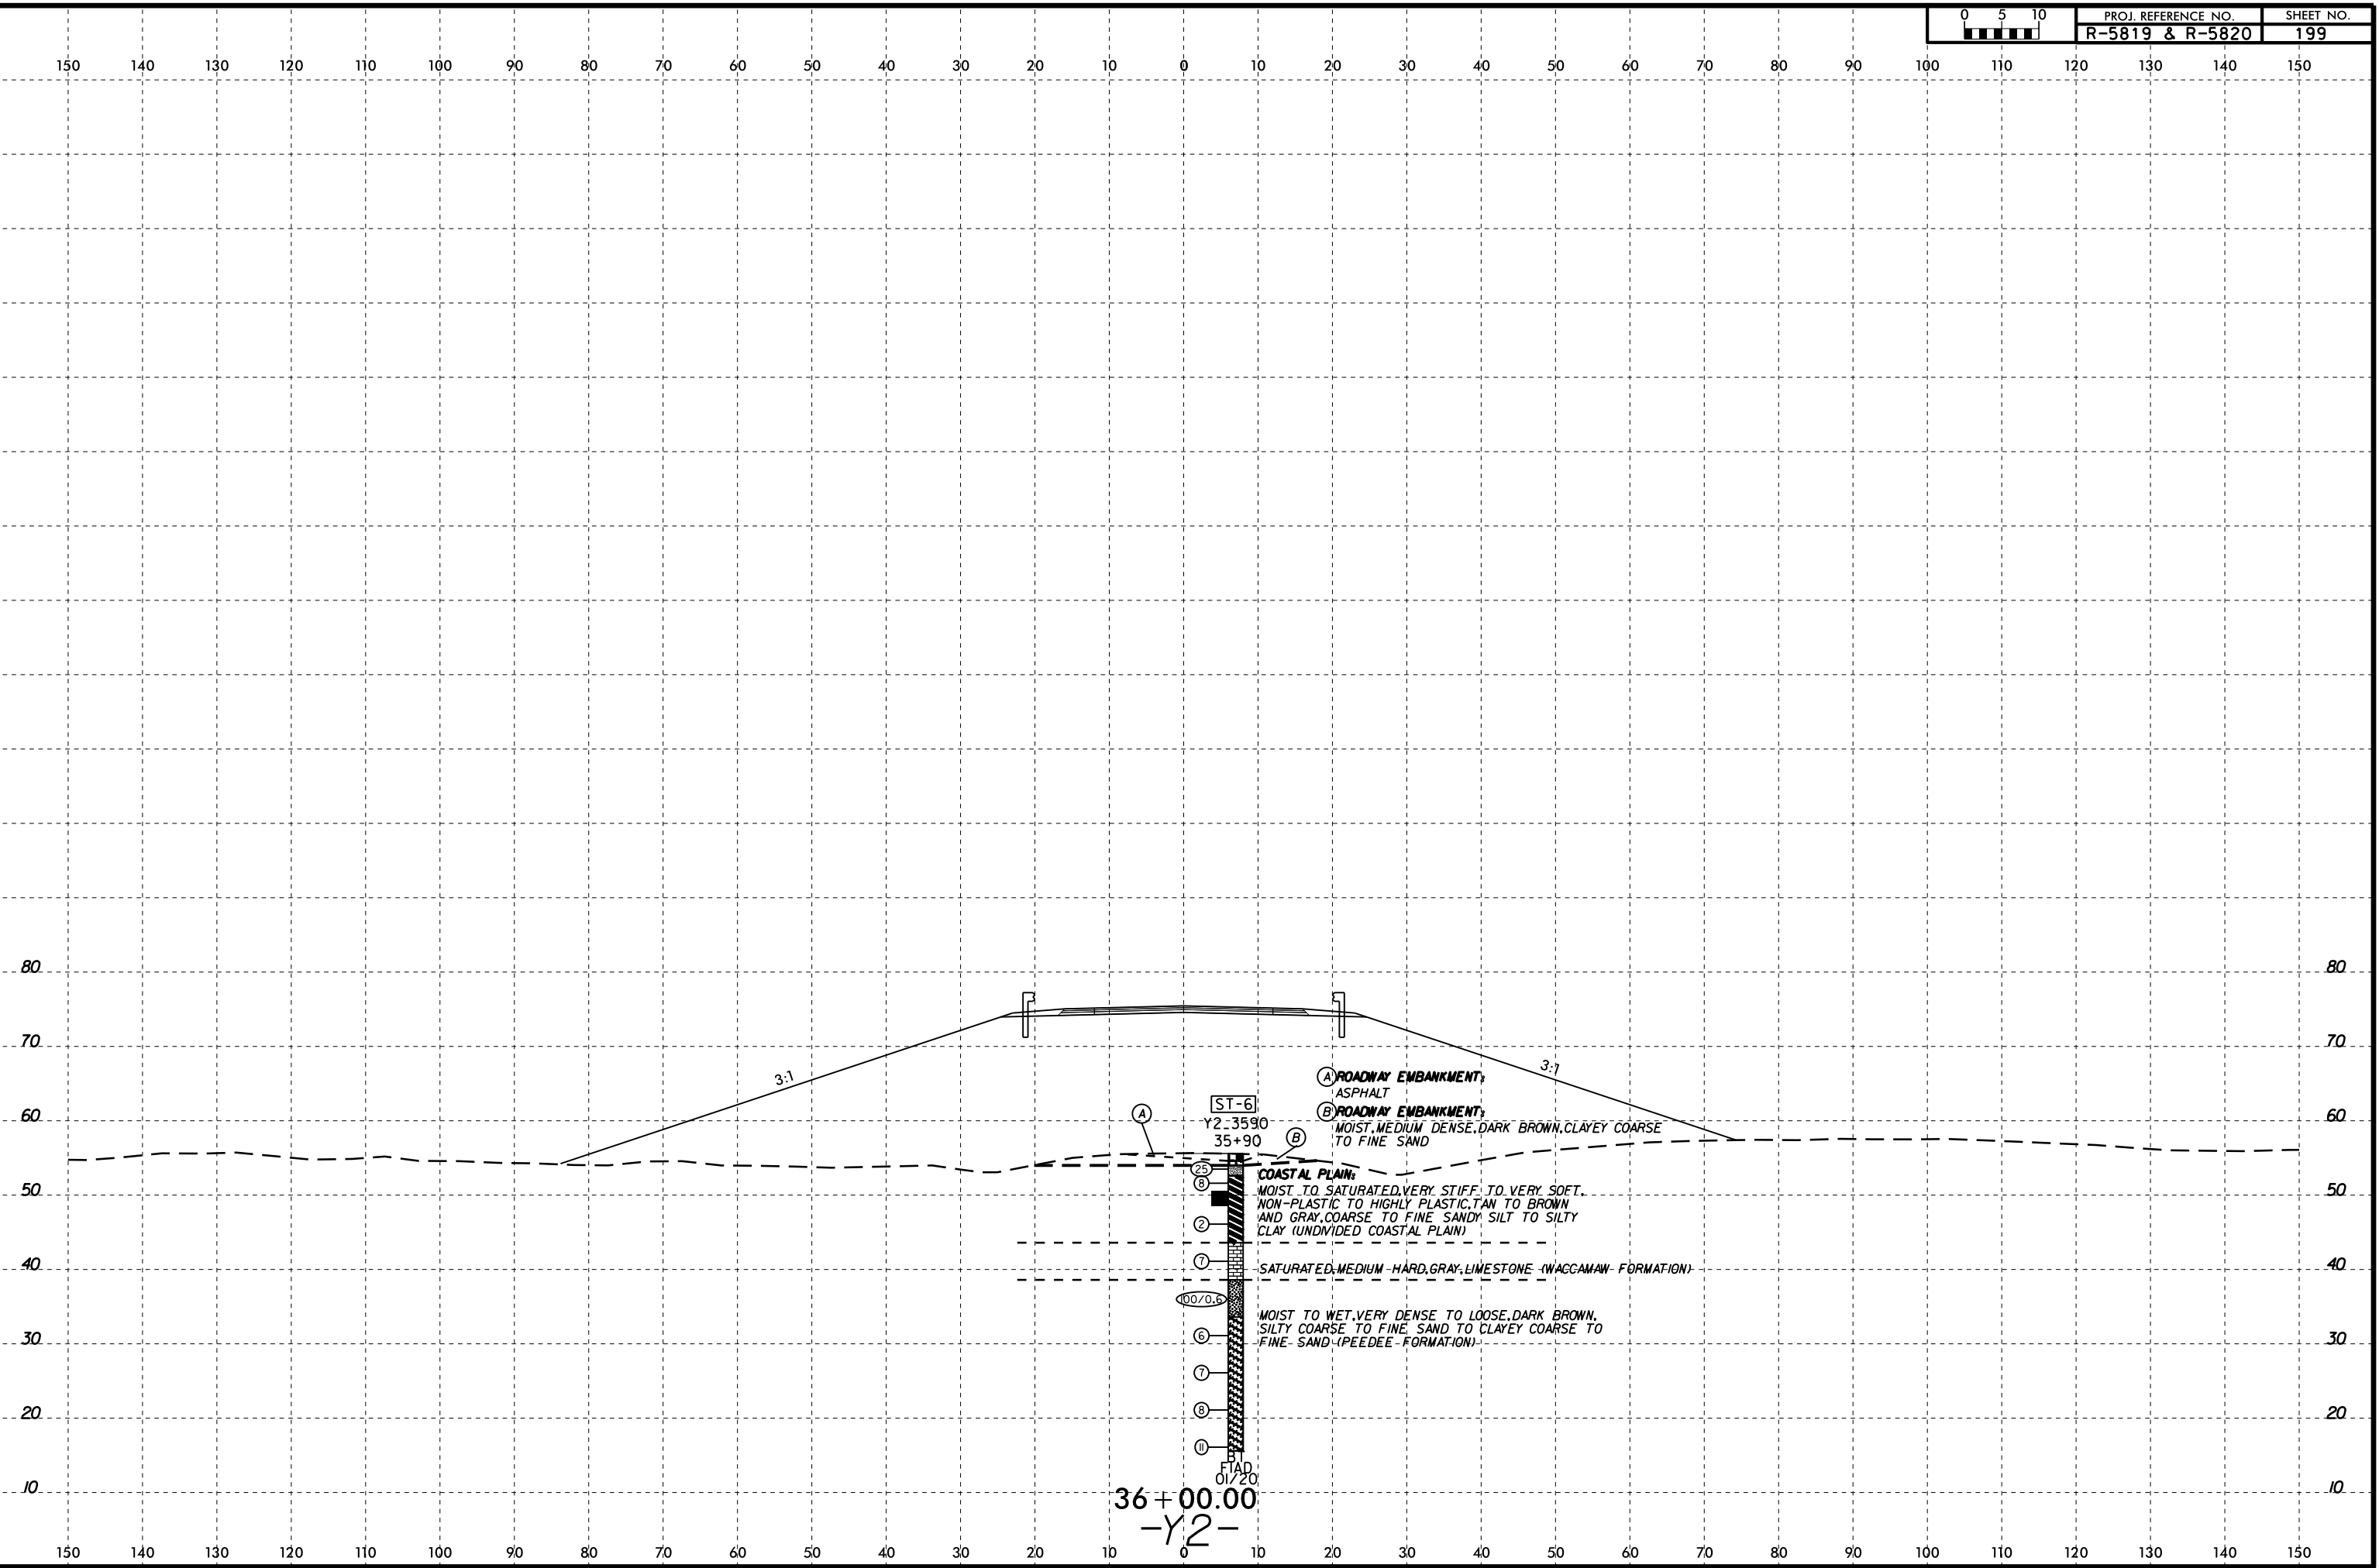 0 5 10
PROJ. REFERENCE NO. SHEET NO.
R-5819 & R-5820 199
150 140 130 120 110 100 90 80 70 60 50 40 30 20 10 0 10 20 30 40 50 60 70 80 90 100 110 120 130 140 150
80 80
70 70
3:1 3:1
A ROADWAY EMBANKMENT:
ASPHALT
B ROADWAY EMBANKMENT:
MOIST, MEDIUM DENSE, DARK BROWN, CLAYEY COARSE
TO FINE SAND
60 60
ST-6
Y2_3590
35+90
A
B
COASTAL PLAIN:
MOIST TO SATURATED, VERY STIFF TO VERY SOFT,
NON-PLASTIC TO HIGHLY PLASTIC, TAN TO BROWN
AND GRAY, COARSE TO FINE SANDY SILT TO SILTY
CLAY (UNDIVIDED COASTAL PLAIN)
25
8
50 50
2
7
SATURATED, MEDIUM HARD, GRAY, LIMESTONE (WACCAMAW FORMATION)
40 40
100/0.6
MOIST TO WET, VERY DENSE TO LOOSE, DARK BROWN,
SILTY COARSE TO FINE SAND TO CLAYEY COARSE TO
FINE SAND (PEEDEE FORMATION)
6
30 30
7
8
20 20
11
BT
FIAD
01/20
10 10
36+00.00
-Y2-
150 140 130 120 110 100 90 80 70 60 50 40 30 20 10 0 10 20 30 40 50 60 70 80 90 100 110 120 130 140 150